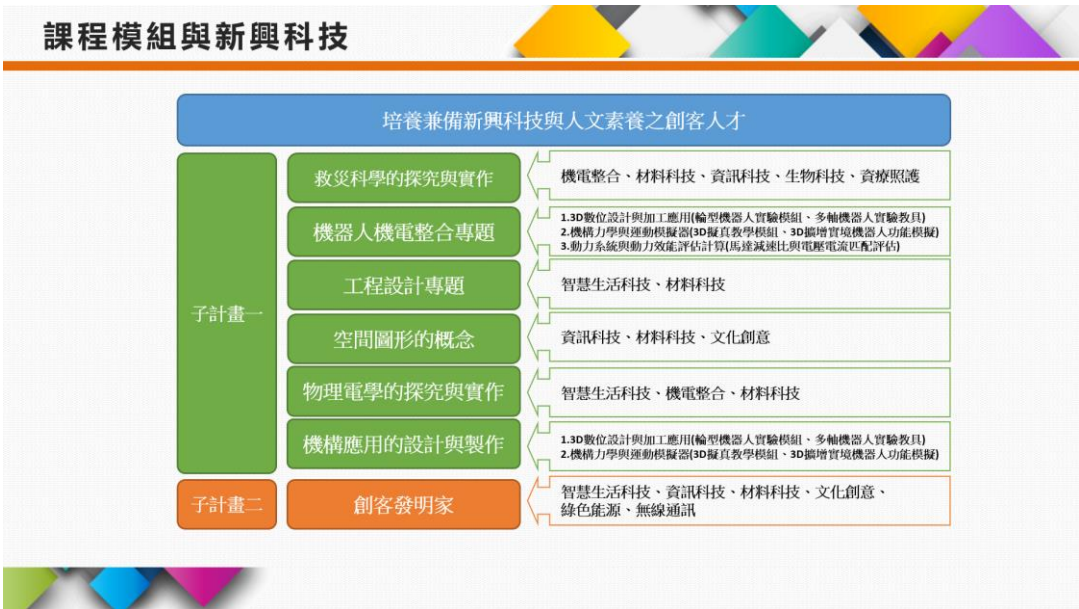 課程模組與新興科技
培養兼備新興科技與人文素養之創客人才
子計畫一
救災科學的探究與實作
機電整合、材料科技、資訊科技、生物科技、資療照護
機器人機電整合專題
1.3D數位設計與加工應用(輪型機器人實驗模組、多軸機器人實驗教具)
2.機構力學與運動模擬器(3D擬真教學模組、3D擴增實境機器人功能模擬)
3.動力系統與動力效能評估計算(馬達減速比與電壓電流匹配評估)
工程設計專題
智慧生活科技、材料科技
空間圖形的概念
資訊科技、材料科技、文化創意
物理電學的探究與實作
智慧生活科技、機電整合、材料科技
機構應用的設計與製作
1.3D數位設計與加工應用(輪型機器人實驗模組、多軸機器人實驗教具)
2.機構力學與運動模擬器(3D擬真教學模組、3D擴增實境機器人功能模擬)
子計畫二
創客發明家
智慧生活科技、資訊科技、材料科技、文化創意、
綠色能源、無線通訊